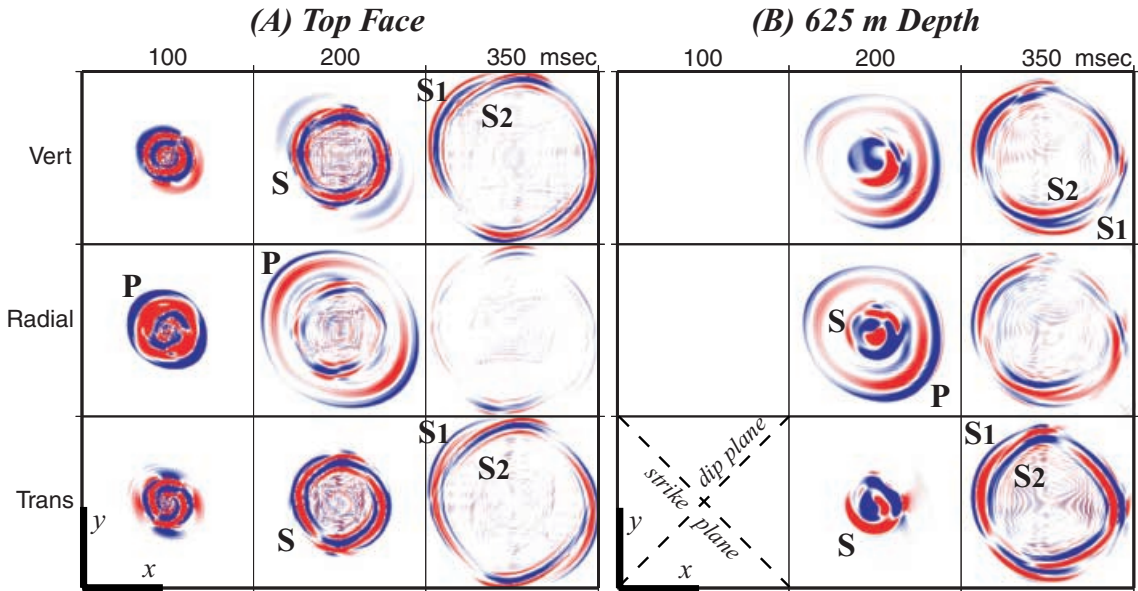 (A) Top Face
(B) 625 m Depth
100 200 350 msec
100 200 350 msec
Vert
S
S1
S2
S2
S1
Radial
P
P
S
P
Trans
S
S1
S2
strike plane
dip plane
S
S1
S2
y
x
y
x